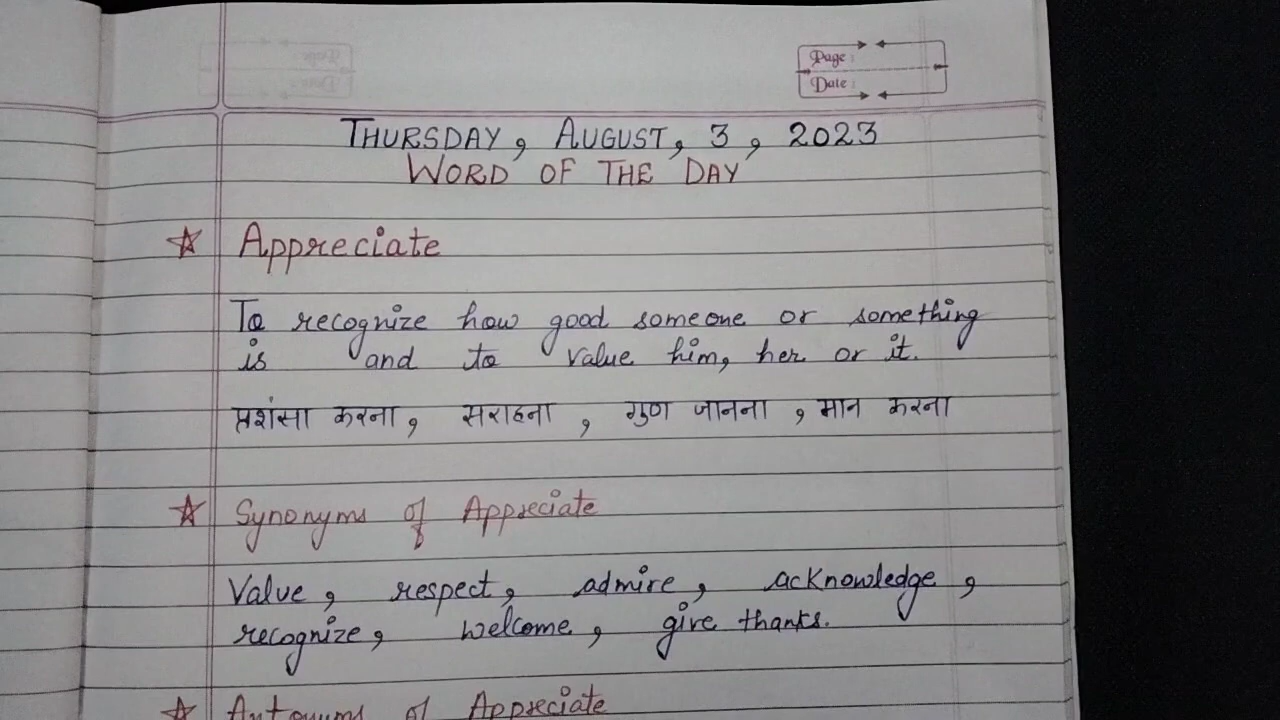 Page :
Date :
THURSDAY, AUGUST, 3, 2023
WORD OF THE DAY
☆ Appreciate
To recognize how good someone or something
is and to value him, her or it.
प्रशंसा करना, सराहना, गुण जानना, मान करना
☆ Synonyms of Appreciate
Value, respect, admire, acknowledge,
recognize, welcome, give thanks.
☆ Antonyms of Appreciate